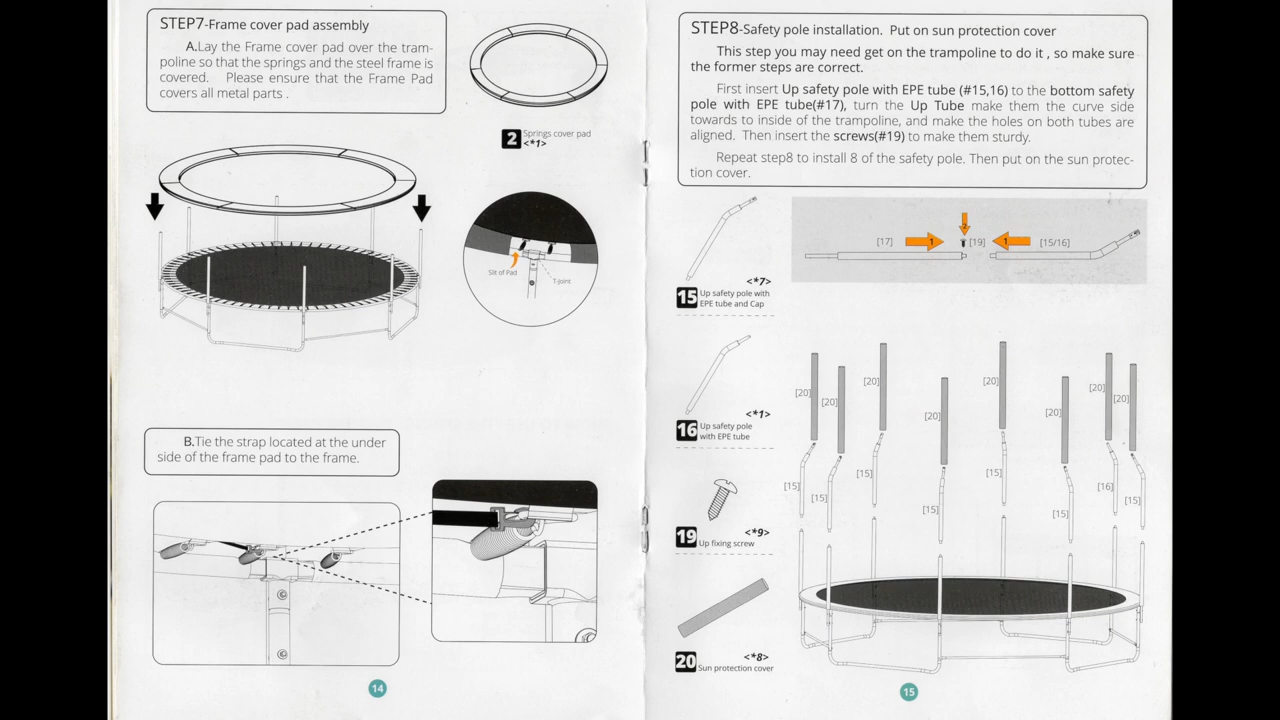 STEP7-Frame cover pad assembly
A.Lay the Frame cover pad over the tram-
poline so that the springs and the steel frame is
covered. Please ensure that the Frame Pad
covers all metal parts .
2 Springs cover pad
<*1>
Slit of Pad
T-joint
B.Tie the strap located at the under
side of the frame pad to the frame.
14
STEP8-Safety pole installation. Put on sun protection cover
This step you may need get on the trampoline to do it , so make sure
the former steps are correct.
First insert Up safety pole with EPE tube (#15,16) to the bottom safety
pole with EPE tube(#17), turn the Up Tube make them the curve side
towards to inside of the trampoline, and make the holes on both tubes are
aligned. Then insert the screws(#19) to make them sturdy.
Repeat step8 to install 8 of the safety pole. Then put on the sun protec-
tion cover.
<*7>
15 Up safety pole with
EPE tube and Cap
<*1>
16 Up safety pole
with EPE tube
<*9>
19 Up fixing screw
<*8>
20 Sun protection cover
2
[17] 1 [19] 1 [15/16]
[20] [20] [20] [20] [20] [20] [20] [20]
[15] [15] [15] [15] [15] [15] [16] [15]
15